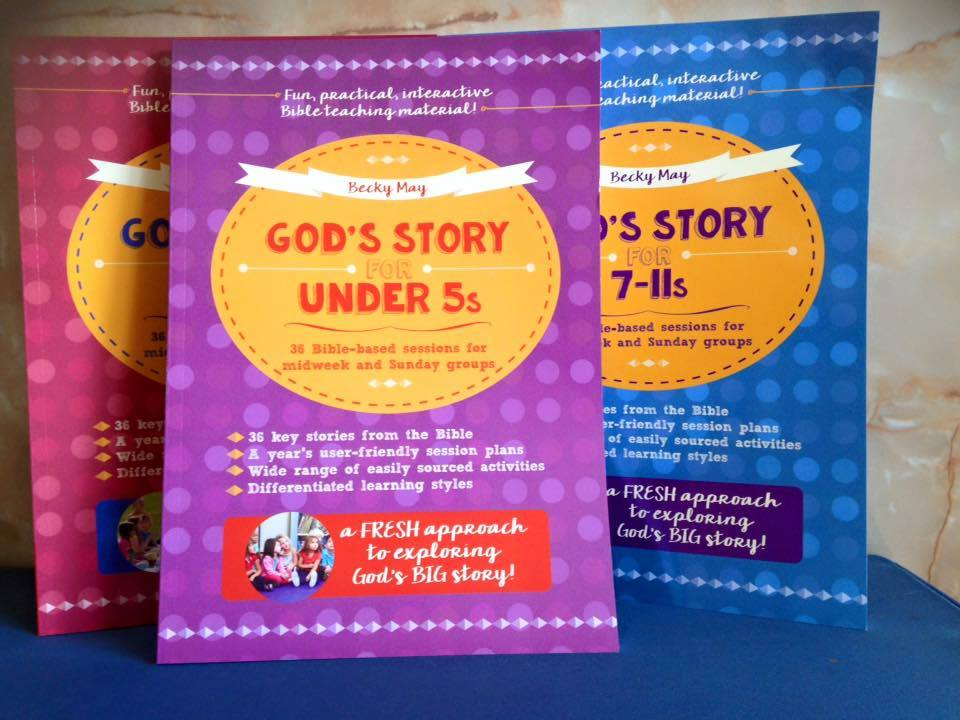 Fun,
Bible
GO
36
mid
36 key
A year
Wide
Differ
Fun, practical, interactive
Bible teaching material!
Becky May
GOD'S STORY
FOR
UNDER 5s
36 Bible-based sessions for
midweek and Sunday groups
36 key stories from the Bible
A year's user-friendly session plans
Wide range of easily sourced activities
Differentiated learning styles
a FRESH approach
to exploring
God's BIG story!
actical, interactive
eaching material!
Becky May
D'S STORY
FOR
7-11s
le-based sessions for
k and Sunday groups
es from the Bible
er-friendly session plans
of easily sourced activities
ed learning styles
a FRESH approach
to exploring
God's BIG story!